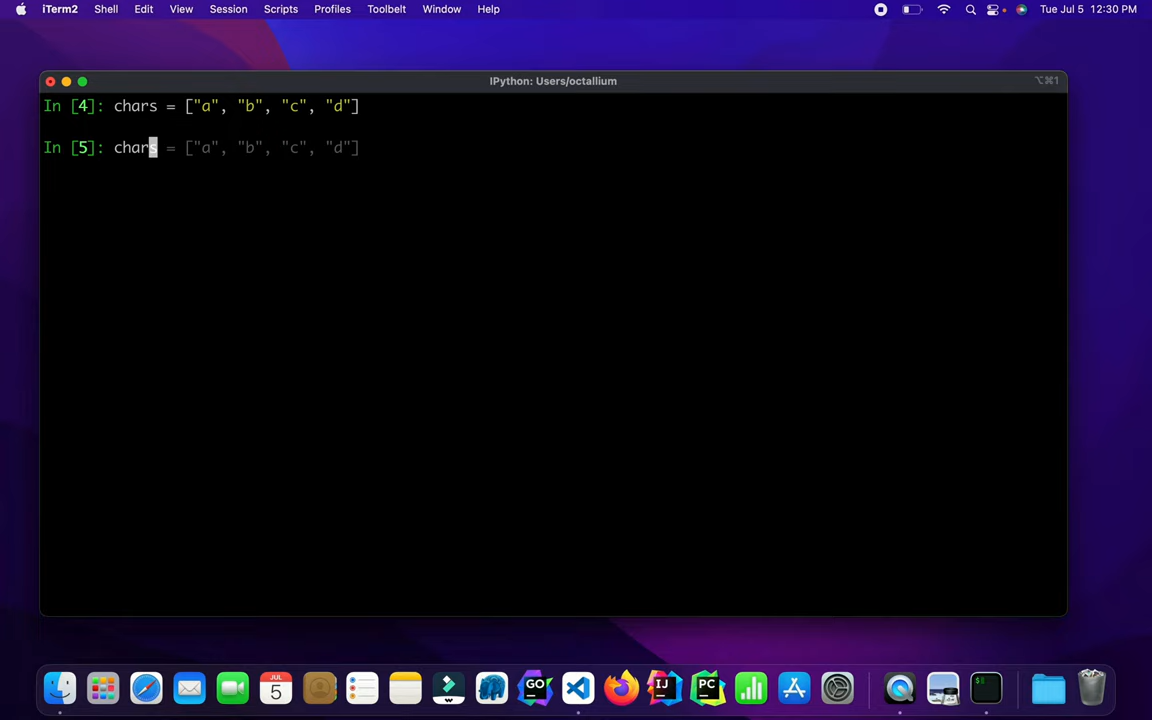 iTerm2 Shell Edit View Session Scripts Profiles Toolbelt Window Help Tue Jul 5 12:30 PM
IPython: Users/octallium ⌥⌘1
In [4]: chars = ["a", "b", "c", "d"]
In [5]: chars = ["a", "b", "c", "d"]
JUL
5
GO
IJ
PC